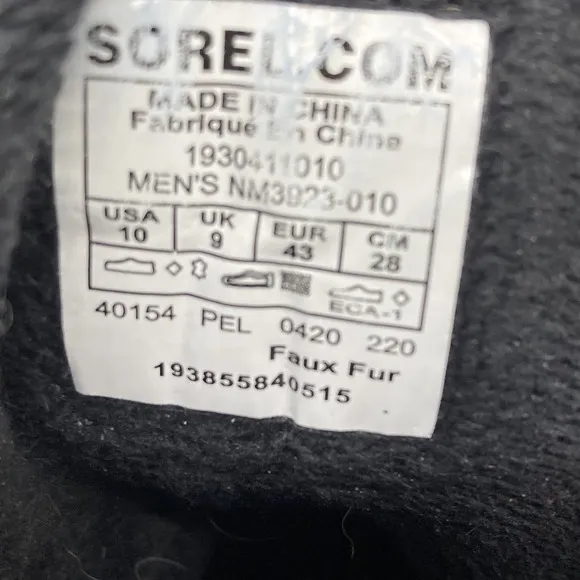 SOREL.COM
MADE IN CHINA
Fabriqué En Chine
1930411010
MEN'S NM3923-010
USA UK EUR CM
10 9 43 28
ECA-1
40154 PEL 0420 220
Faux Fur
193855840515